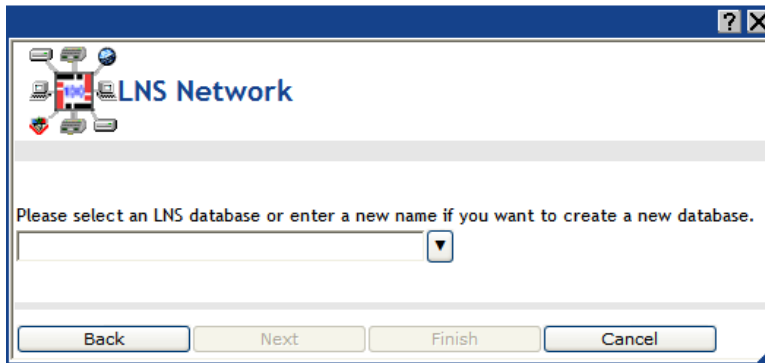 ?
LNS Network
Please select an LNS database or enter a new name if you want to create a new database.
Back Next Finish Cancel